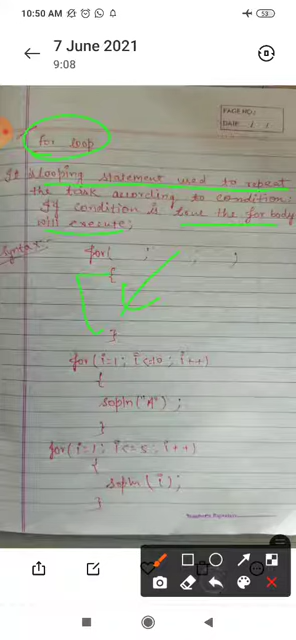 10:50 AM
53
7 June 2021
9:08
PAGE NO:
DATE: / /
for loop
It is looping statement used to repeat
the task according to condition:
If condition is true the for body
will execute;
Syntax:-
for( ; ; ;
{
}
for(i=1; i<=10; i++)
{
sopln("A");
}
for(i=1; i<=5; i++)
{
sopln(i);
}